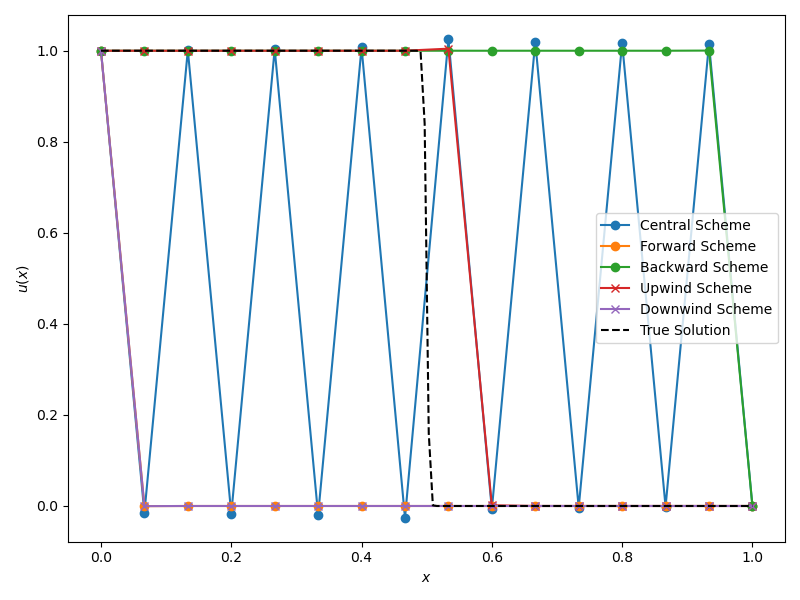 1.0
0.8
0.6
0.4
0.2
0.0
u(x)
Central Scheme
Forward Scheme
Backward Scheme
Upwind Scheme
Downwind Scheme
True Solution
0.0 0.2 0.4 0.6 0.8 1.0
x